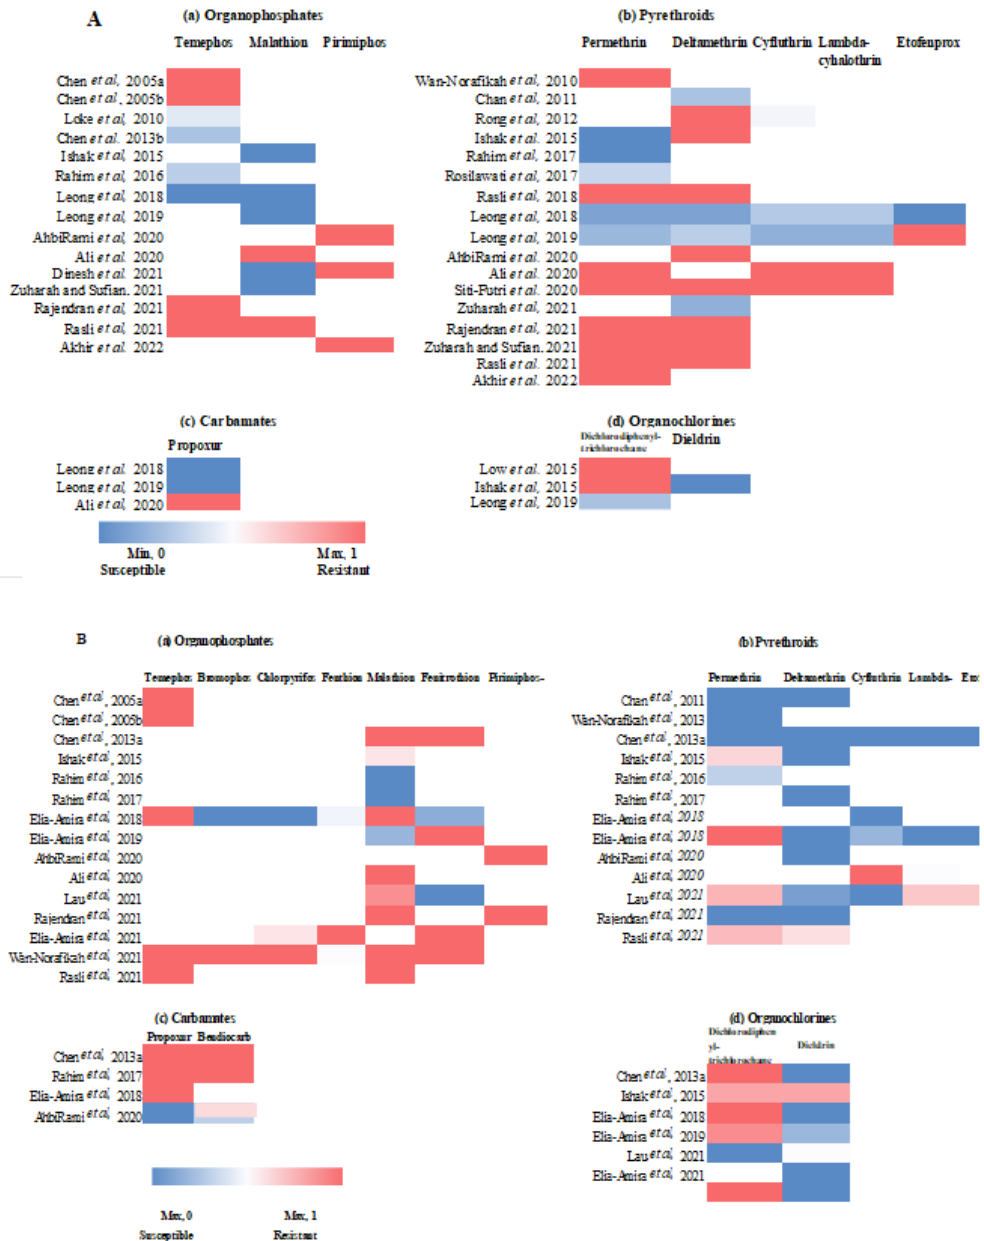 A
(a) Organophosphates
Temephos Malathion Pirimiphos
Chen et al, 2005a
Chen et al, 2005b
Loke et al, 2010
Chen et al. 2013b
Ishak et al, 2015
Rahim et al, 2016
Leong et al, 2018
Leong et al, 2019
AhbiRami et al, 2020
Ali et al. 2020
Dinesh et al. 2021
Zuharah and Sufian. 2021
Rajendran et al, 2021
Rasli et al, 2021
Akhir et al. 2022
(b) Pyrethroids
Permethrin Deltamethrin Cyfluthrin Lambda- Etofenprox
cyhalothrin
Wan-Norafikah et al, 2010
Chan et al, 2011
Rong et al, 2012
Ishak et al. 2015
Rahim et al. 2017
Rosilawati et al, 2017
Rasli et al. 2018
Leong et al, 2018
Leong et al, 2019
AhbiRami et al. 2020
Ali et al. 2020
Siti-Putri et al. 2020
Zuharah et al, 2021
Rajendran et al, 2021
Zuharah and Sufian. 2021
Rasli et al. 2021
Akhir et al. 2022
(c) Carbamates
Propoxur
Leong et al. 2018
Leong et al, 2019
Ali et al, 2020
Min, 0 Max, 1
Susceptible Resistant
(d) Organochlorines
Dichlorodiphenyl- Dieldrin
trichloroethane
Low et al. 2015
Ishak et al, 2015
Leong et al, 2019
B
(a) Organophosphates
Temephos Bromophos Chlorpyrifos Fenthion Malathion Fenitrothion Pirimiphos-
Chen et al, 2005a
Chen et al, 2005b
Chen et al, 2013a
Ishak et al, 2015
Rahim et al, 2016
Rahim et al, 2017
Elia-Amira et al, 2018
Elia-Amira et al, 2019
AhbiRami et al, 2020
Ali et al, 2020
Lau et al, 2021
Rajendran et al, 2021
Elia-Amira et al, 2021
Wan-Norafikah et al, 2021
Rasli et al, 2021
(b) Pyrethroids
Permethrin Deltamethrin Cyfluthrin Lambda- Eto
Chan et al, 2011
Wan-Norafikah et al, 2013
Chen et al, 2013a
Ishak et al, 2015
Rahim et al, 2016
Rahim et al, 2017
Elia-Amira et al, 2018
Elia-Amira et al, 2018
AhbiRami et al, 2020
Ali et al, 2020
Lau et al, 2021
Rajendran et al, 2021
Rasli et al, 2021
(c) Carbamates
Propoxur Bendiocarb
Chen et al, 2013a
Rahim et al, 2017
Elia-Amira et al, 2018
AhbiRami et al, 2020
Max, 0 Max, 1
Susceptible Resistant
(d) Organochlorines
Dichlorodiphen
yl- Dieldrin
trichloroethane
Chen et al, 2013a
Ishak et al, 2015
Elia-Amira et al, 2018
Elia-Amira et al, 2019
Lau et al, 2021
Elia-Amira et al, 2021